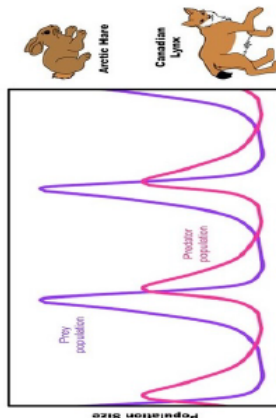 Arctic Hare
Canadian
Lynx
Prey
population
Predator
population
Population Size